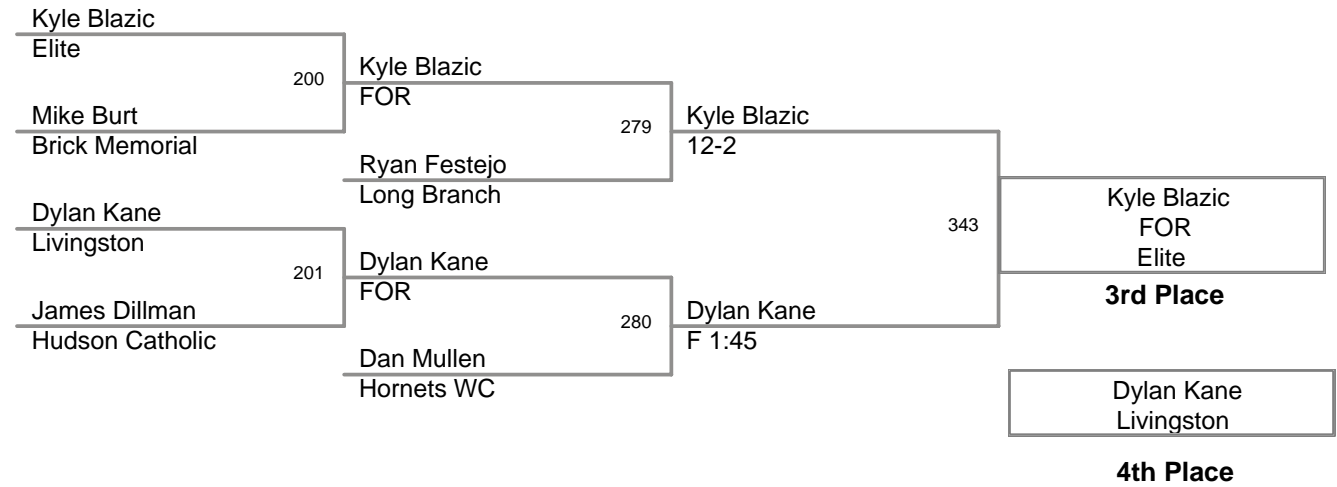 Kyle Blazic
Elite
200
Mike Burt
Brick Memorial
Kyle Blazic
FOR
279
Ryan Festejo
Long Branch
Kyle Blazic
12-2
Dylan Kane
Livingston
201
James Dillman
Hudson Catholic
Dylan Kane
FOR
280
Dan Mullen
Hornets WC
Dylan Kane
F 1:45
343
Kyle Blazic
FOR
Elite
3rd Place
Dylan Kane
Livingston
4th Place